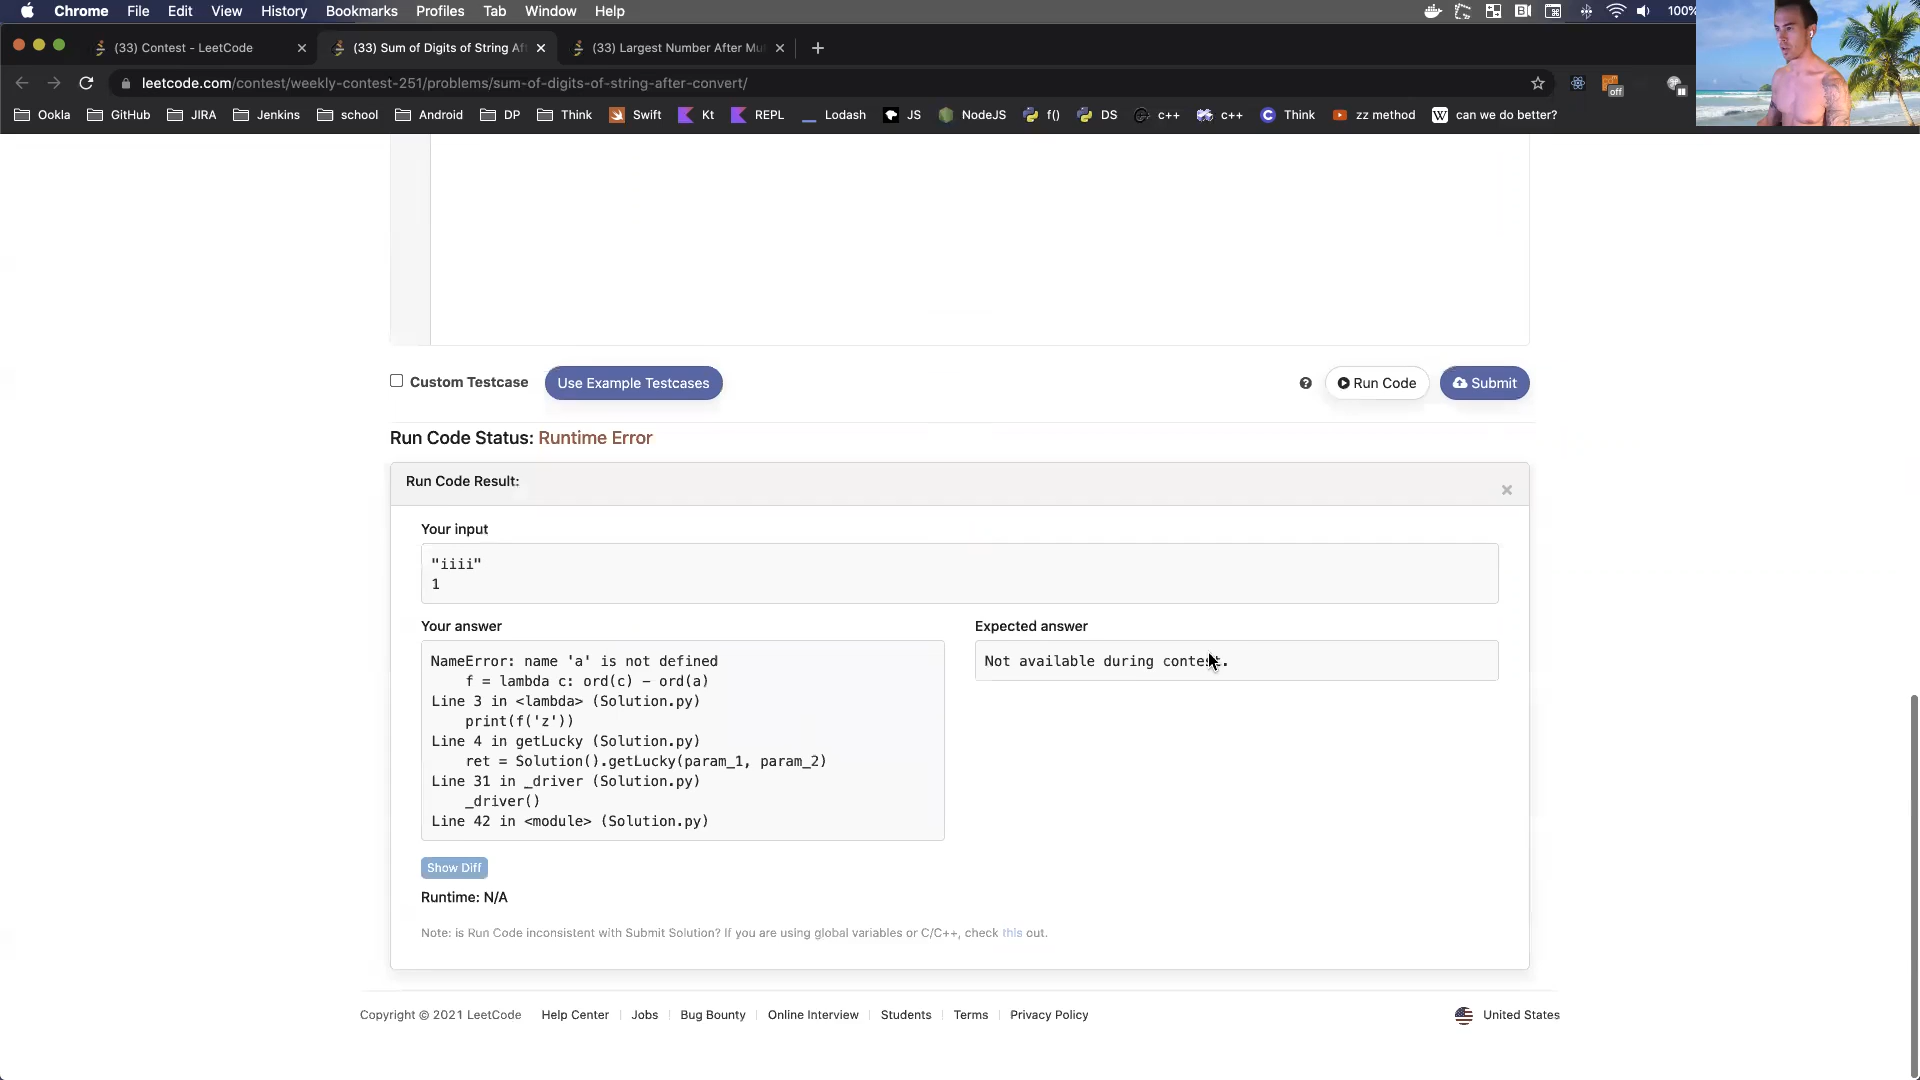 Chrome File Edit View History Bookmarks Profiles Tab Window Help 100%
(33) Contest - LeetCode (33) Sum of Digits of String Af (33) Largest Number After Mu
leetcode.com/contest/weekly-contest-251/problems/sum-of-digits-of-string-after-convert/
off
Ookla GitHub JIRA Jenkins school Android DP Think Swift Kt REPL Lodash JS NodeJS f() DS c++ c++ Think zz method can we do better?
Custom Testcase Use Example Testcases Run Code Submit
Run Code Status: Runtime Error
Run Code Result:
Your input
"iiii"
1
Your answer
NameError: name 'a' is not defined
f = lambda c: ord(c) − ord(a)
Line 3 in <lambda> (Solution.py)
print(f('z'))
Line 4 in getLucky (Solution.py)
ret = Solution().getLucky(param_1, param_2)
Line 31 in _driver (Solution.py)
_driver()
Line 42 in <module> (Solution.py)
Expected answer
Not available during contest.
Show Diff
Runtime: N/A
Note: is Run Code inconsistent with Submit Solution? If you are using global variables or C/C++, check this out.
Copyright © 2021 LeetCode Help Center Jobs Bug Bounty Online Interview Students Terms Privacy Policy United States